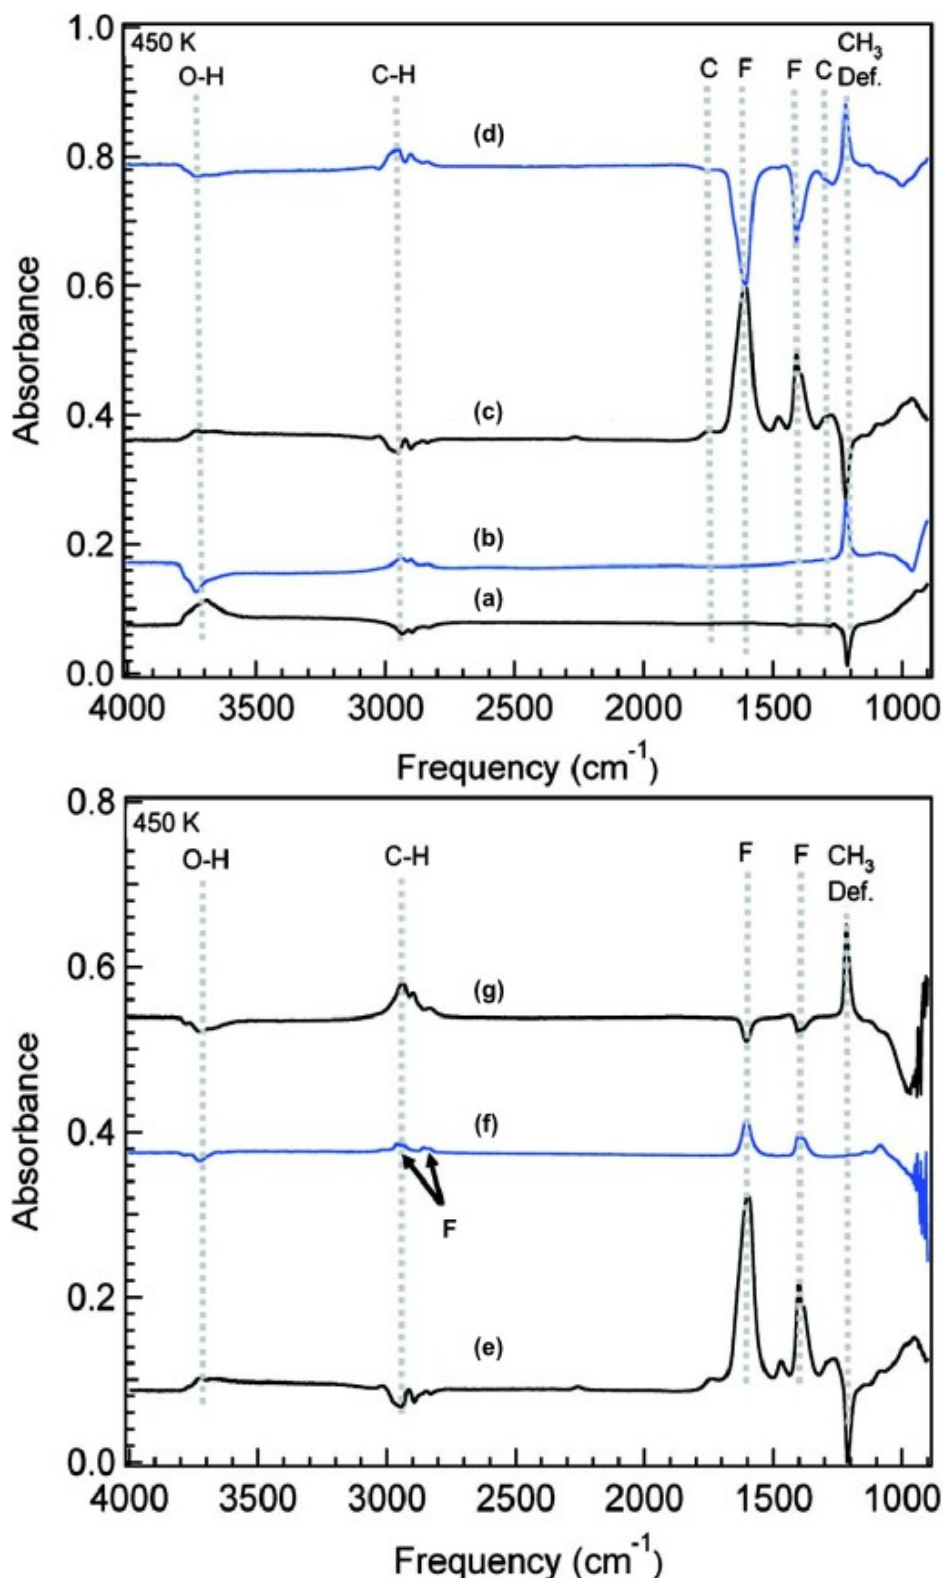 1.0
450 K
O-H
C-H
C
F
F
C
CH₃
Def.
(d)
0.8
0.6
Absorbance
(c)
0.4
(b)
0.2
(a)
0.0
4000
3500
3000
2500
2000
1500
1000
Frequency (cm⁻¹)
0.8
450 K
O-H
C-H
F
F
CH₃
Def.
0.6
(g)
Absorbance
0.4
(f)
F
0.2
(e)
0.0
4000
3500
3000
2500
2000
1500
1000
Frequency (cm⁻¹)